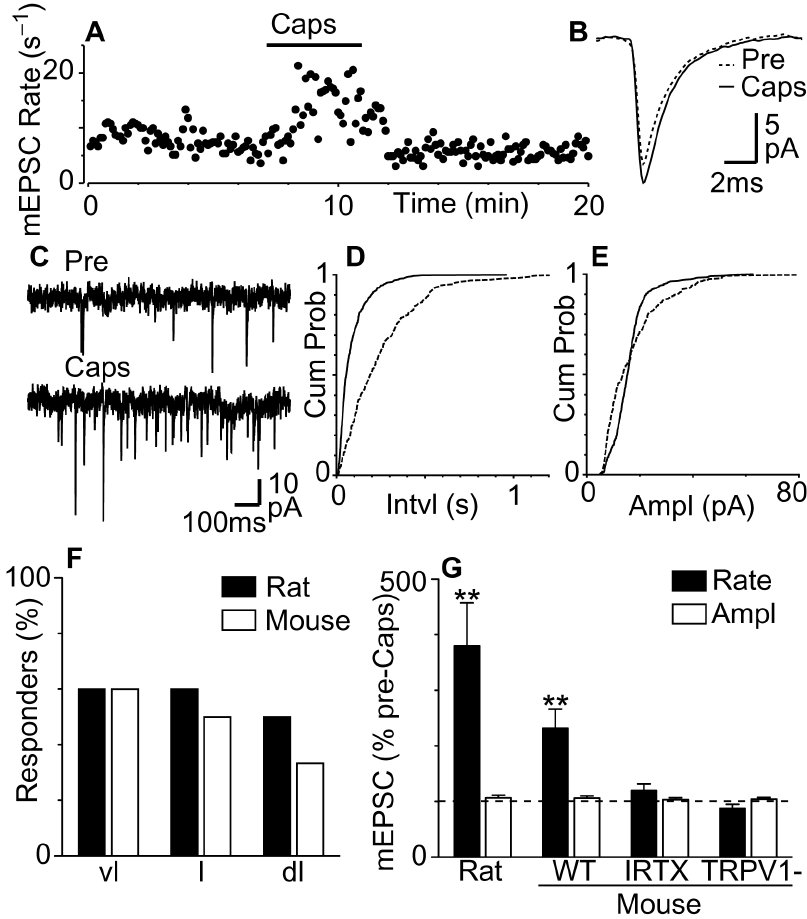 A
Caps
mEPSC Rate (s⁻¹)
20
0
0
10
20
Time (min)
B
Pre
Caps
5
pA
2ms
C
Pre
Caps
10
pA
100ms
D
Cum Prob
1
0
0
1
Intvl (s)
E
Cum Prob
1
0
0
80
Ampl (pA)
F
Responders (%)
100
0
Rat
Mouse
vl
l
dl
G
mEPSC (% pre-Caps)
500
0
Rate
Ampl
**
**
Rat
WT
IRTX
TRPV1-
Mouse